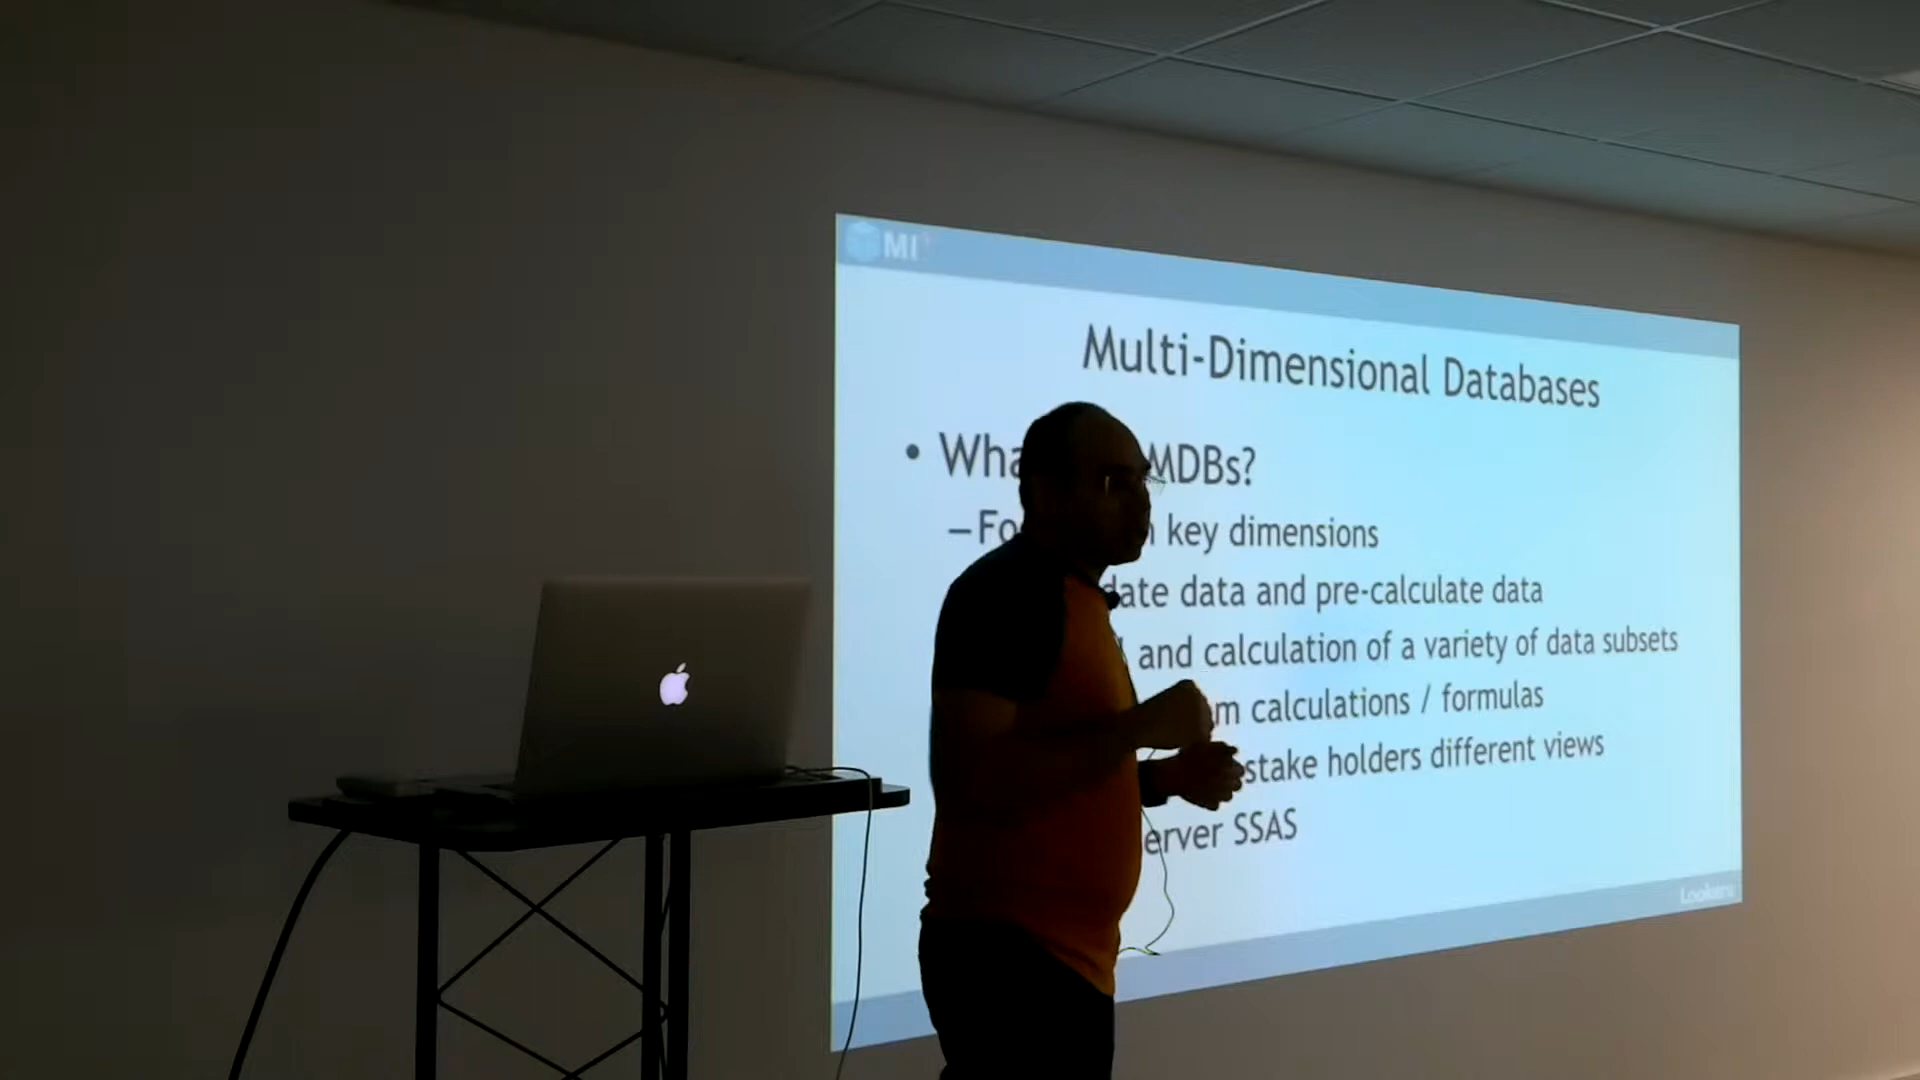 MI
Multi-Dimensional Databases
• Wha MDBs?
– Fo n key dimensions
date data and pre-calculate data
and calculation of a variety of data subsets
m calculations / formulas
stake holders different views
erver SSAS
Lookers